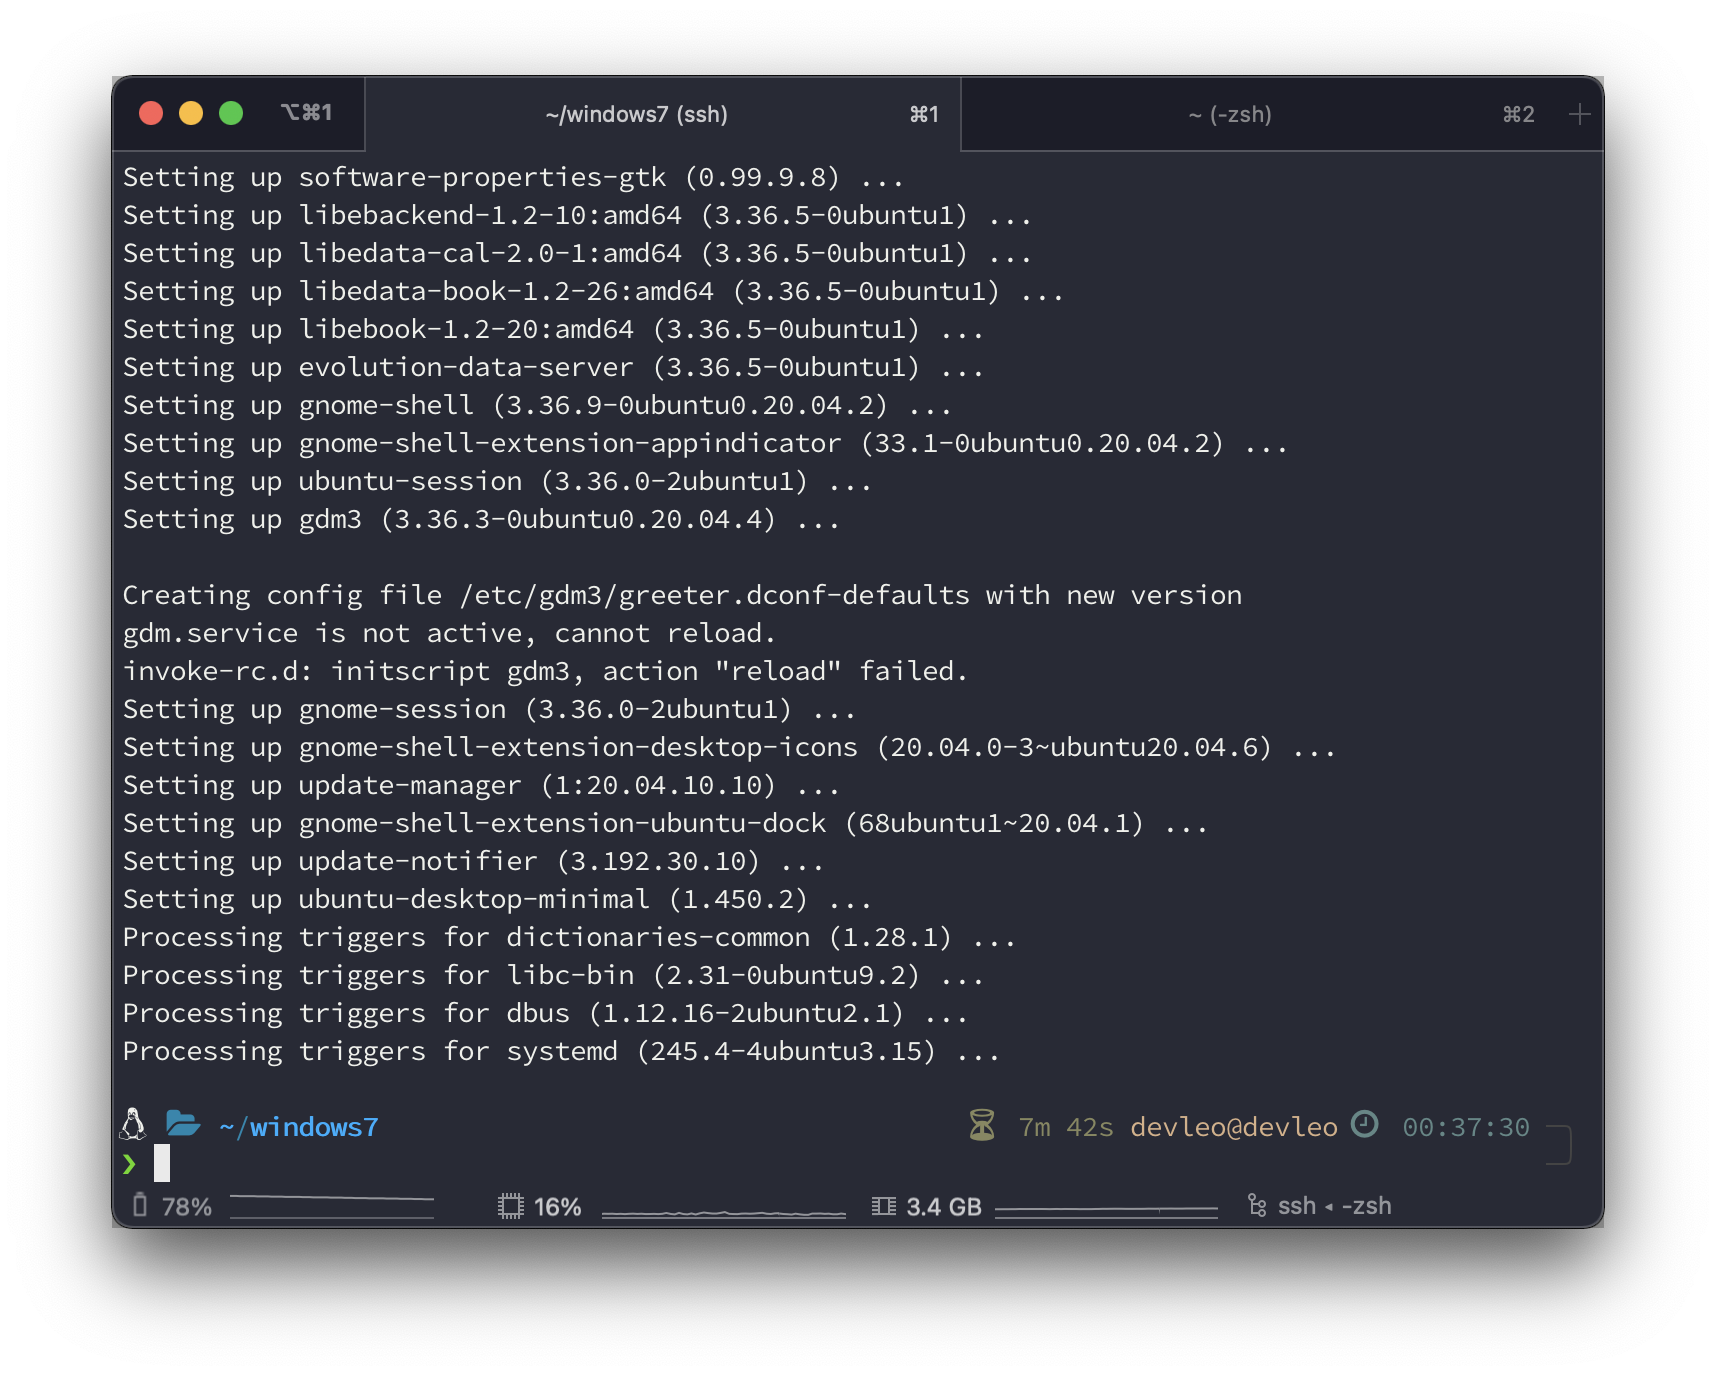 ⌥⌘1 ~/windows7 (ssh) ⌘1 ~ (-zsh) ⌘2 +
Setting up software-properties-gtk (0.99.9.8) ...
Setting up libebackend-1.2-10:amd64 (3.36.5-0ubuntu1) ...
Setting up libedata-cal-2.0-1:amd64 (3.36.5-0ubuntu1) ...
Setting up libedata-book-1.2-26:amd64 (3.36.5-0ubuntu1) ...
Setting up libebook-1.2-20:amd64 (3.36.5-0ubuntu1) ...
Setting up evolution-data-server (3.36.5-0ubuntu1) ...
Setting up gnome-shell (3.36.9-0ubuntu0.20.04.2) ...
Setting up gnome-shell-extension-appindicator (33.1-0ubuntu0.20.04.2) ...
Setting up ubuntu-session (3.36.0-2ubuntu1) ...
Setting up gdm3 (3.36.3-0ubuntu0.20.04.4) ...
Creating config file /etc/gdm3/greeter.dconf-defaults with new version
gdm.service is not active, cannot reload.
invoke-rc.d: initscript gdm3, action "reload" failed.
Setting up gnome-session (3.36.0-2ubuntu1) ...
Setting up gnome-shell-extension-desktop-icons (20.04.0-3~ubuntu20.04.6) ...
Setting up update-manager (1:20.04.10.10) ...
Setting up gnome-shell-extension-ubuntu-dock (68ubuntu1~20.04.1) ...
Setting up update-notifier (3.192.30.10) ...
Setting up ubuntu-desktop-minimal (1.450.2) ...
Processing triggers for dictionaries-common (1.28.1) ...
Processing triggers for libc-bin (2.31-0ubuntu9.2) ...
Processing triggers for dbus (1.12.16-2ubuntu2.1) ...
Processing triggers for systemd (245.4-4ubuntu3.15) ...
~/windows7 7m 42s devleo@devleo 00:37:30
❯
78% 16% 3.4 GB ssh ◂ -zsh